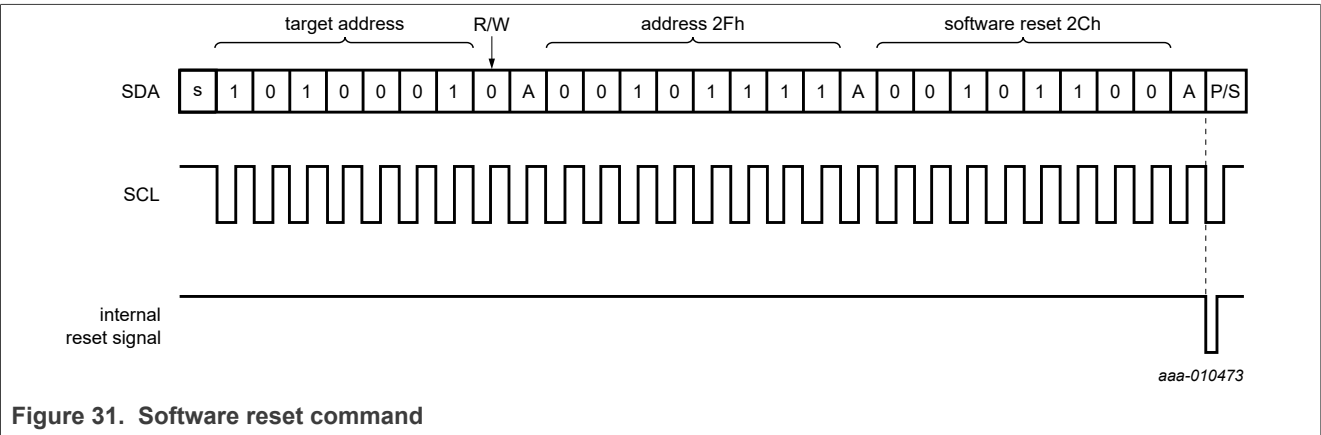 target address R/W address 2Fh software reset 2Ch
SDA s 1 0 1 0 0 0 1 0 A 0 0 1 0 1 1 1 1 A 0 0 1 0 1 1 0 0 A P/S
SCL
internal
reset signal
aaa-010473
Figure 31. Software reset command